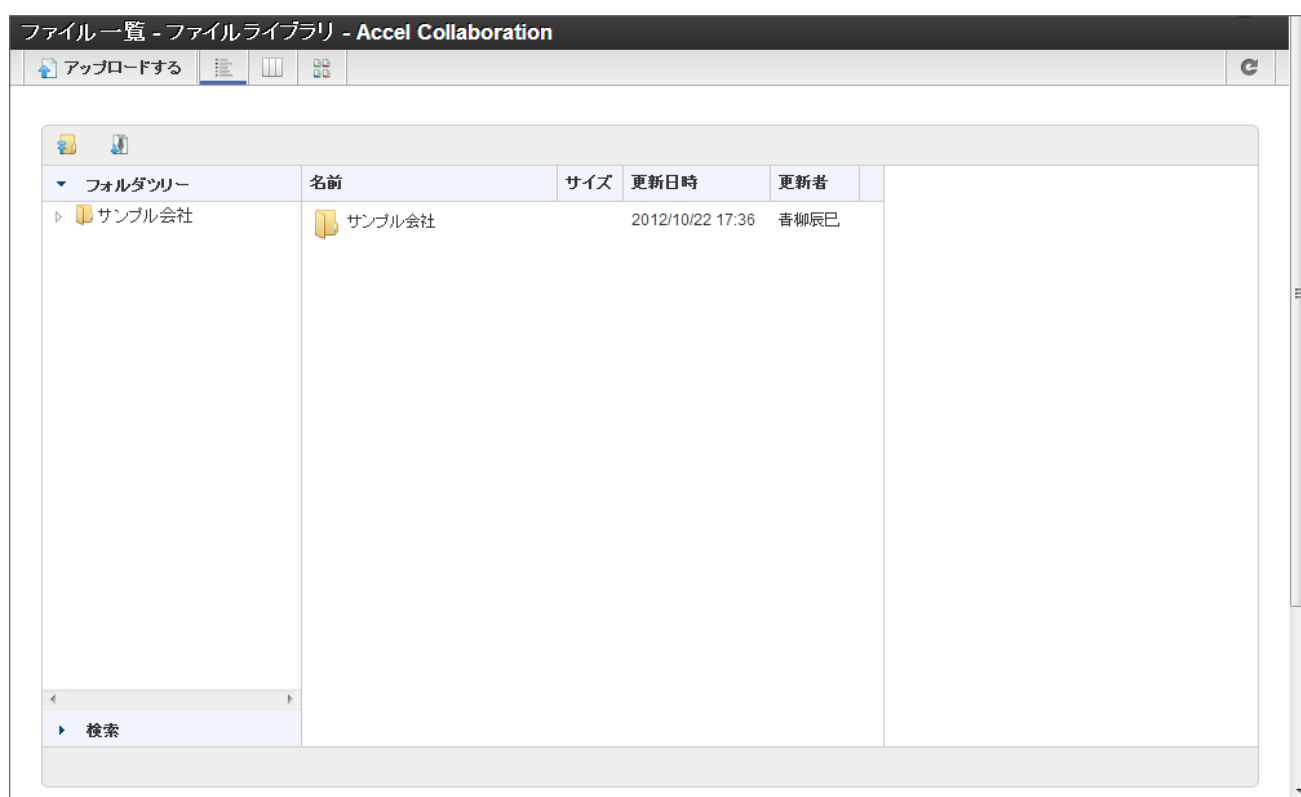 ファイル一覧 - ファイルライブラリ - Accel Collaboration
アップロードする
フォルダツリー 名前 サイズ 更新日時 更新者
サンプル会社 サンプル会社 2012/10/22 17:36 青柳辰巳
検索